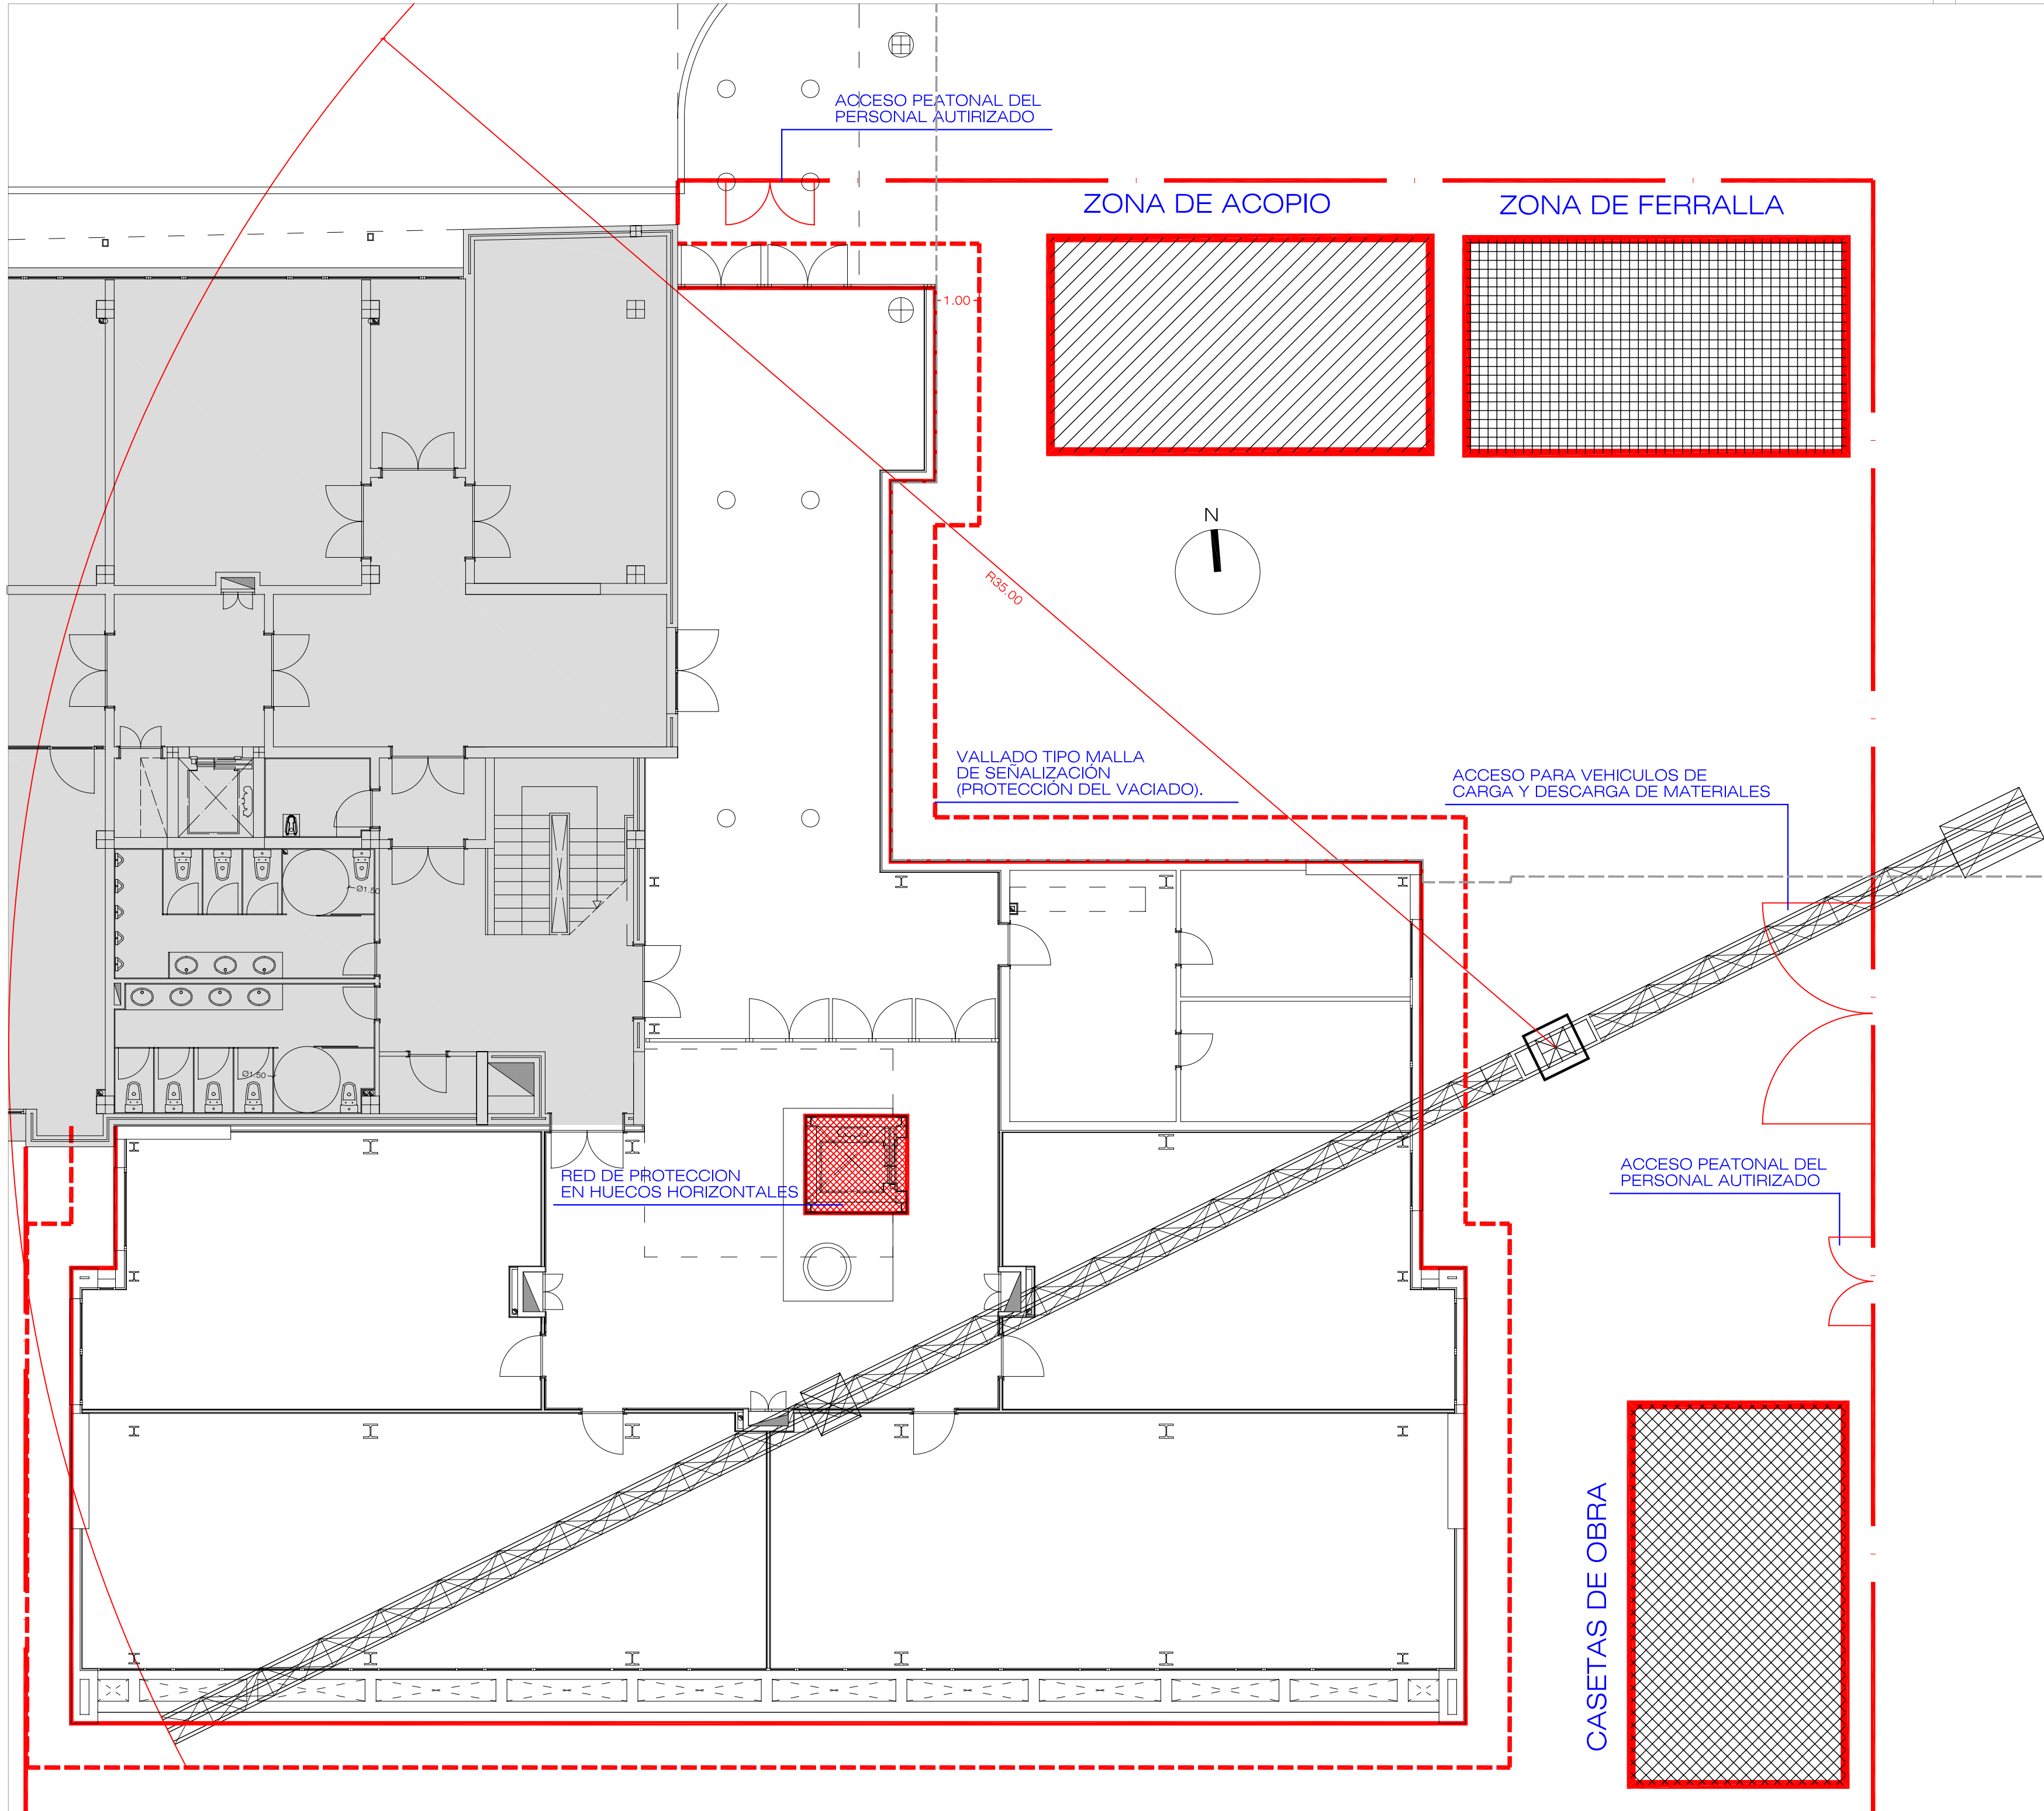 ACCESO PEATONAL DEL
PERSONAL AUTIRIZADO
ZONA DE ACOPIO
ZONA DE FERRALLA
1.00
N
R35.00
VALLADO TIPO MALLA
DE SEÑALIZACIÓN
(PROTECCIÓN DEL VACIADO).
ACCESO PARA VEHICULOS DE
CARGA Y DESCARGA DE MATERIALES
Ø1.50
Ø1.50
RED DE PROTECCION
EN HUECOS HORIZONTALES
ACCESO PEATONAL DEL
PERSONAL AUTIRIZADO
CASETAS DE OBRA